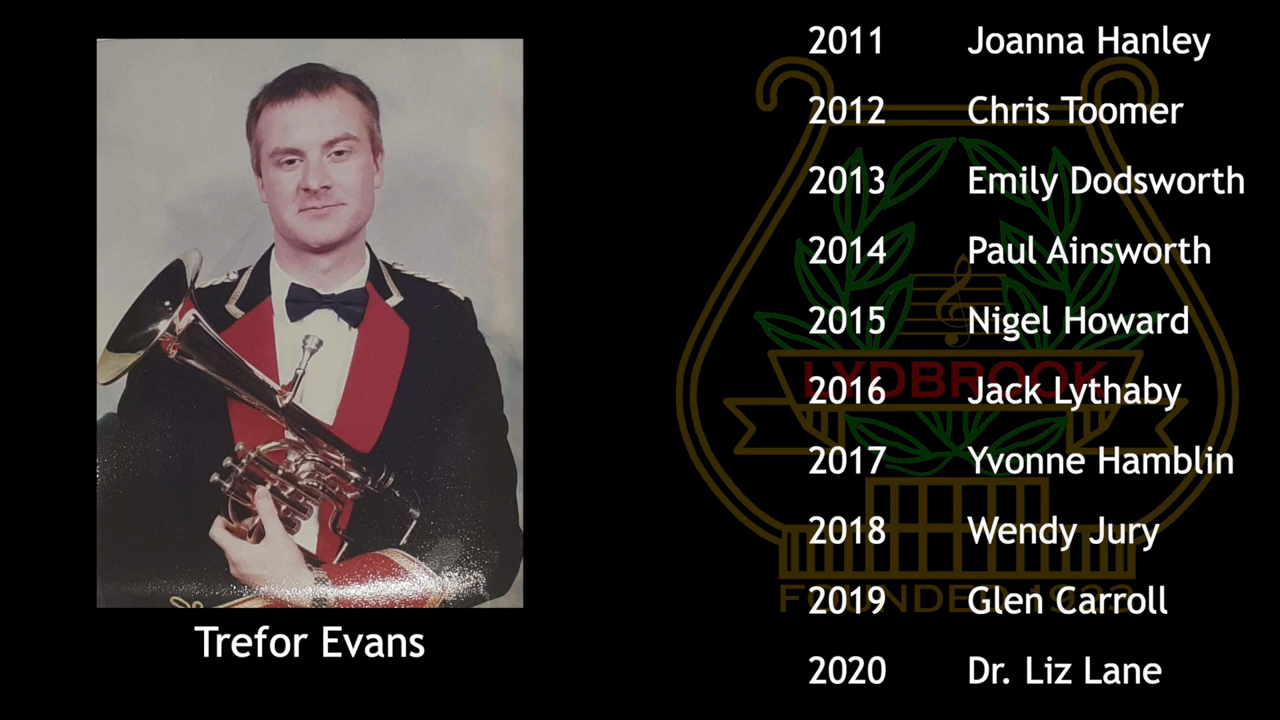 Trefor Evans
2011 Joanna Hanley
2012 Chris Toomer
2013 Emily Dodsworth
2014 Paul Ainsworth
2015 Nigel Howard
2016 Jack Lythaby
2017 Yvonne Hamblin
2018 Wendy Jury
2019 Glen Carroll
2020 Dr. Liz Lane
LYDBROOK
FOUNDED